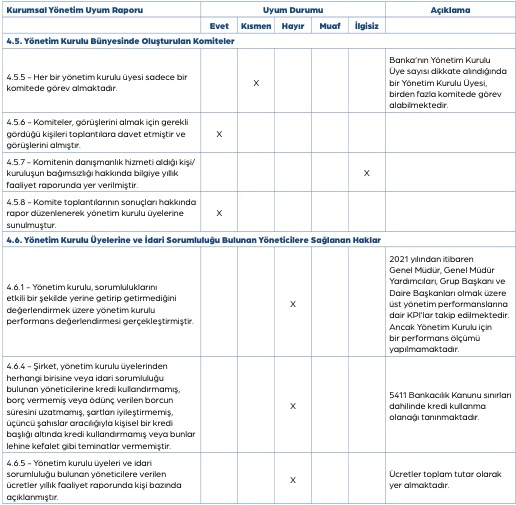 Kurumsal Yönetim Uyum Raporu Uyum Durumu Açıklama
Evet Kısmen Hayır Muaf İlgisiz
4.5. Yönetim Kurulu Bünyesinde Oluşturulan Komiteler
4.5.5 - Her bir yönetim kurulu üyesi sadece bir
komitede görev almaktadır.
X
Banka'nın Yönetim Kurulu
Üye sayısı dikkate alındığında
bir Yönetim Kurulu Üyesi,
birden fazla komitede görev
alabilmektedir.
4.5.6 - Komiteler, görüşlerini almak için gerekli
gördüğü kişileri toplantılara davet etmiştir ve
görüşlerini almıştır.
X
4.5.7 - Komitenin danışmanlık hizmeti aldığı kişi/
kuruluşun bağımsızlığı hakkında bilgiye yıllık
faaliyet raporunda yer verilmiştir.
X
4.5.8 - Komite toplantılarının sonuçları hakkında
rapor düzenlenerek yönetim kurulu üyelerine
sunulmuştur.
X
4.6. Yönetim Kurulu Üyelerine ve İdari Sorumluluğu Bulunan Yöneticilere Sağlanan Haklar
4.6.1 - Yönetim kurulu, sorumluluklarını
etkili bir şekilde yerine getirip getirmediğini
değerlendirmek üzere yönetim kurulu
performans değerlendirmesi gerçekleştirmiştir.
X
2021 yılından itibaren
Genel Müdür, Genel Müdür
Yardımcıları, Grup Başkanı ve
Daire Başkanları olmak üzere
üst yönetim performanslarına
dair KPI'lar takip edilmektedir.
Ancak Yönetim Kurulu için
bir performans ölçümü
yapılmamaktadır.
4.6.4 - Şirket, yönetim kurulu üyelerinden
herhangi birisine veya idari sorumluluğu
bulunan yöneticilerine kredi kullandırmamış,
borç vermemiş veya ödünç verilen borcun
süresini uzatmamış, şartları iyileştirmemiş,
üçüncü şahıslar aracılığıyla kişisel bir kredi
başlığı altında kredi kullandırmamış veya bunlar
lehine kefalet gibi teminatlar vermemiştir.
X
5411 Bankacılık Kanunu sınırları
dahilinde kredi kullanma
olanağı tanınmaktadır.
4.6.5 - Yönetim kurulu üyeleri ve idari
sorumluluğu bulunan yöneticilere verilen
ücretler yıllık faaliyet raporunda kişi bazında
açıklanmıştır.
X
Ücretler toplam tutar olarak
yer almaktadır.